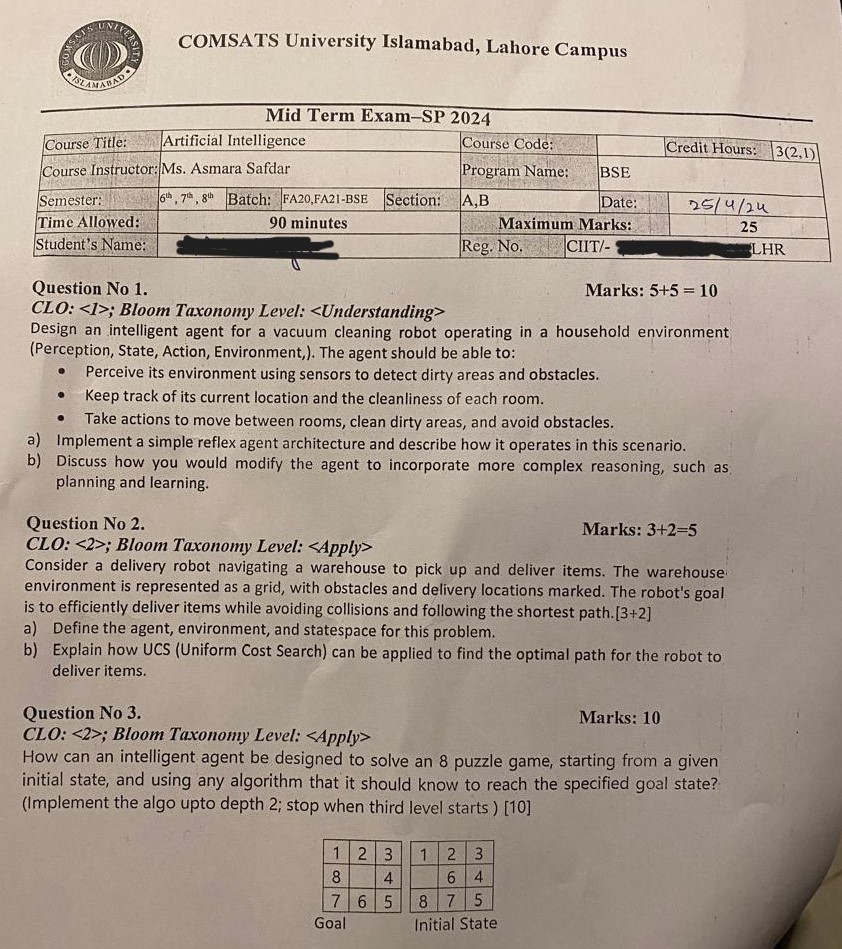 COMSATS UNIVERSITY
ISLAMABAD
COMSATS University Islamabad, Lahore Campus
Mid Term Exam–SP 2024
Course Title: Artificial Intelligence Course Code: Credit Hours: 3(2,1)
Course Instructor: Ms. Asmara Safdar Program Name: BSE
Semester: 6th, 7th, 8th Batch: FA20,FA21-BSE Section: A,B Date: 25/4/24
Time Allowed: 90 minutes Maximum Marks: 25
Student's Name: Reg. No. CIIT/- LHR
Question No 1. Marks: 5+5 = 10
CLO: <1>; Bloom Taxonomy Level: <Understanding>
Design an intelligent agent for a vacuum cleaning robot operating in a household environment
(Perception, State, Action, Environment,). The agent should be able to:
• Perceive its environment using sensors to detect dirty areas and obstacles.
• Keep track of its current location and the cleanliness of each room.
• Take actions to move between rooms, clean dirty areas, and avoid obstacles.
a) Implement a simple reflex agent architecture and describe how it operates in this scenario.
b) Discuss how you would modify the agent to incorporate more complex reasoning, such as
planning and learning.
Question No 2. Marks: 3+2=5
CLO: <2>; Bloom Taxonomy Level: <Apply>
Consider a delivery robot navigating a warehouse to pick up and deliver items. The warehouse
environment is represented as a grid, with obstacles and delivery locations marked. The robot's goal
is to efficiently deliver items while avoiding collisions and following the shortest path.[3+2]
a) Define the agent, environment, and statespace for this problem.
b) Explain how UCS (Uniform Cost Search) can be applied to find the optimal path for the robot to
deliver items.
Question No 3. Marks: 10
CLO: <2>; Bloom Taxonomy Level: <Apply>
How can an intelligent agent be designed to solve an 8 puzzle game, starting from a given
initial state, and using any algorithm that it should know to reach the specified goal state?
(Implement the algo upto depth 2; stop when third level starts ) [10]
1 2 3 1 2 3
8 4 6 4
7 6 5 8 7 5
Goal Initial State